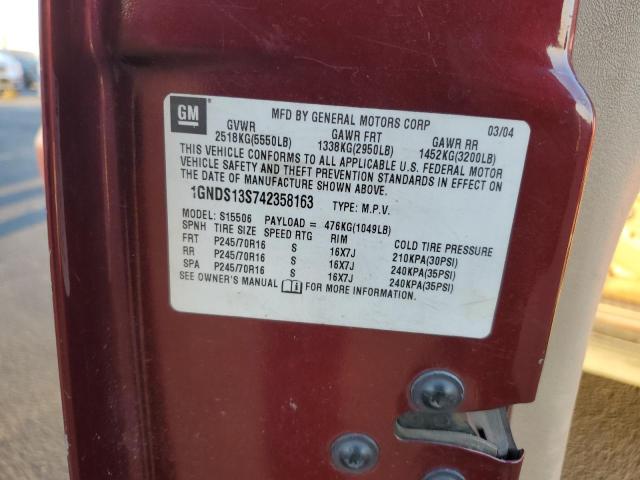 GM
MFD BY GENERAL MOTORS CORP 03/04
GVWR GAWR FRT GAWR RR
2518KG(5550LB) 1338KG(2950LB) 1452KG(3200LB)
THIS VEHICLE CONFORMS TO ALL APPLICABLE U.S. FEDERAL MOTOR
VEHICLE SAFETY AND THEFT PREVENTION STANDARDS IN EFFECT ON
THE DATE OF MANUFACTURE SHOWN ABOVE.
1GNDS13S742358163 TYPE: M.P.V.
MODEL: S15506 PAYLOAD = 476KG(1049LB)
SPNH TIRE SIZE SPEED RTG RIM COLD TIRE PRESSURE
FRT P245/70R16 S 16X7J 210KPA(30PSI)
RR P245/70R16 S 16X7J 240KPA(35PSI)
SPA P245/70R16 S 16X7J 240KPA(35PSI)
SEE OWNER'S MANUAL FOR MORE INFORMATION.